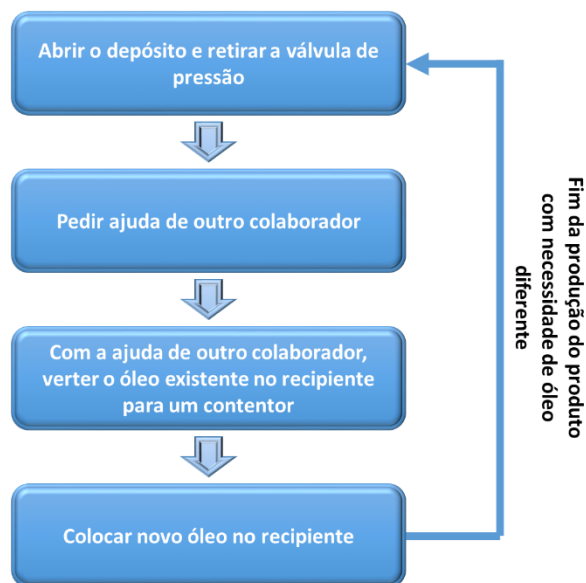 Abrir o depósito e retirar a válvula de
pressão
Pedir ajuda de outro colaborador
Com a ajuda de outro colaborador,
verter o óleo existente no recipiente
para um contentor
Colocar novo óleo no recipiente
Fim da produção do produto
com necessidade de óleo
diferente